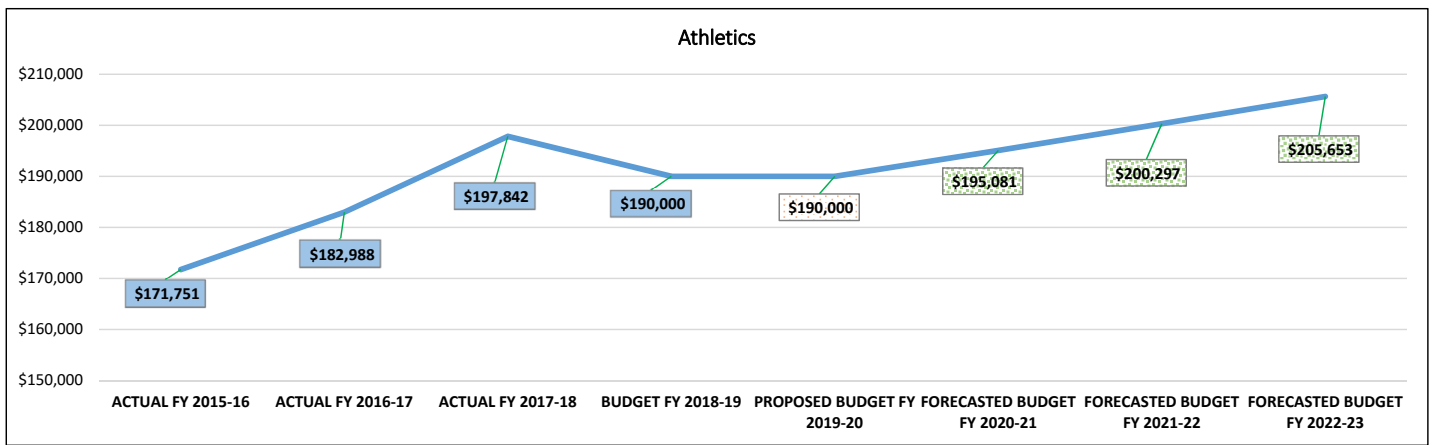 Athletics
$210,000
$200,000
$190,000
$180,000
$170,000
$160,000
$150,000
$171,751
$182,988
$197,842
$190,000
$190,000
$195,081
$200,297
$205,653
ACTUAL FY 2015-16
ACTUAL FY 2016-17
ACTUAL FY 2017-18
BUDGET FY 2018-19
PROPOSED BUDGET FY
2019-20
FORECASTED BUDGET
FY 2020-21
FORECASTED BUDGET
FY 2021-22
FORECASTED BUDGET
FY 2022-23